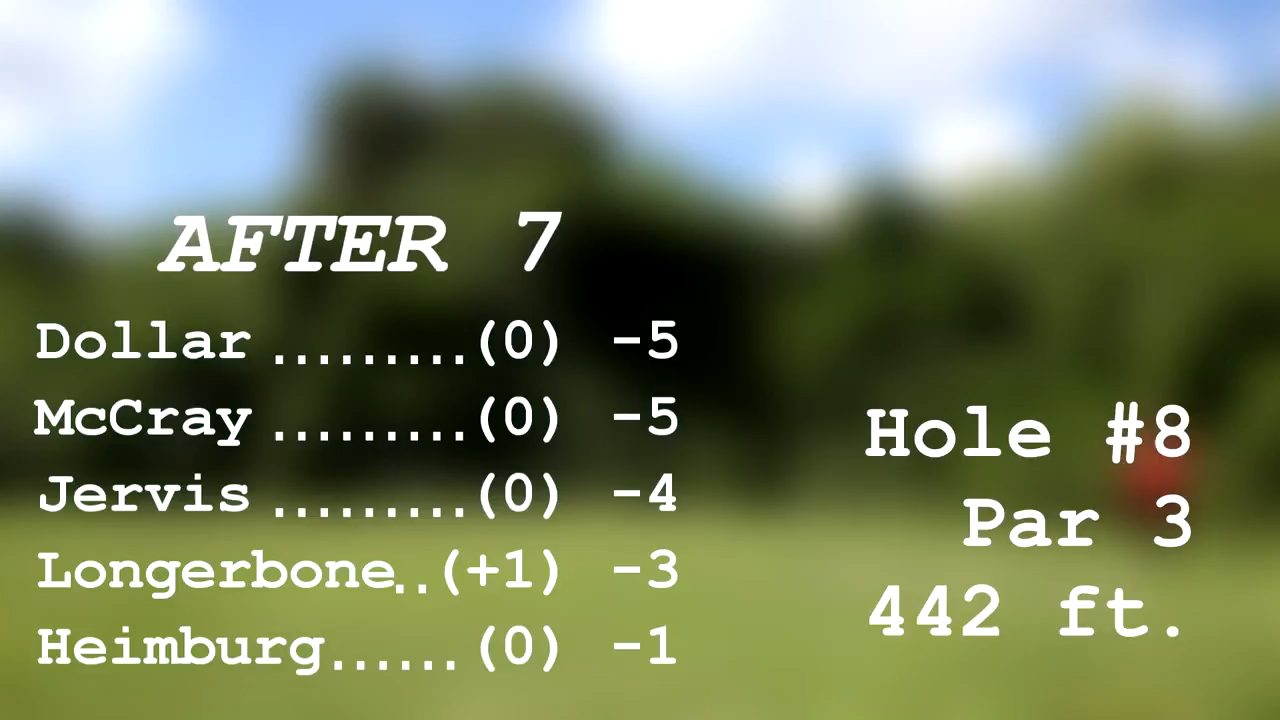 AFTER 7
Dollar .........(0) -5
McCray .........(0) -5
Jervis .........(0) -4
Longerbone..(+1) -3
Heimburg......(0) -1
Hole #8
Par 3
442 ft.